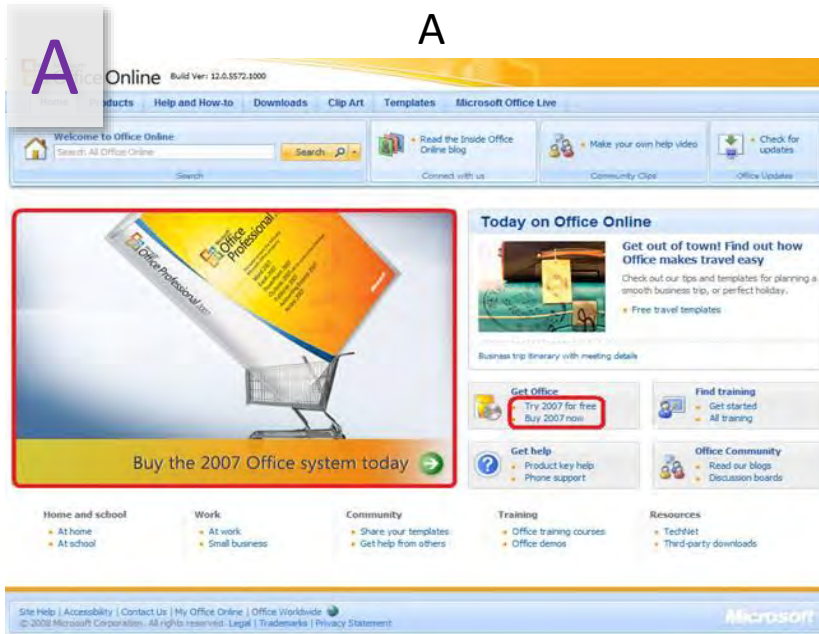 A
A
Office Online Build Ver: 12.0.5572.1000
Home Products Help and How-to Downloads Clip Art Templates Microsoft Office Live
Welcome to Office Online
Search All Office Online
Search
Search
Read the Inside Office
Online blog
Connect with us
Make your own help video
Community Clips
Check for
updates
Office Updates
Office Professional 2007
Office
Professional
Microsoft
Buy the 2007 Office system today
Today on Office Online
Get out of town! Find out how
Office makes travel easy
Check out our tips and templates for planning a
smooth business trip, or perfect holiday.
Free travel templates
Business trip itinerary with meeting details
Get Office
Try 2007 for free
Buy 2007 now
Find training
Get started
All training
Get help
Product key help
Phone support
Office Community
Read our blogs
Discussion boards
Home and school
At home
At school
Work
At work
Small business
Community
Share your templates
Get help from others
Training
Office training courses
Office demos
Resources
TechNet
Third-party downloads
Site Help | Accessibility | Contact Us | My Office Online | Office Worldwide
© 2008 Microsoft Corporation. All rights reserved. Legal | Trademarks | Privacy Statement
Microsoft